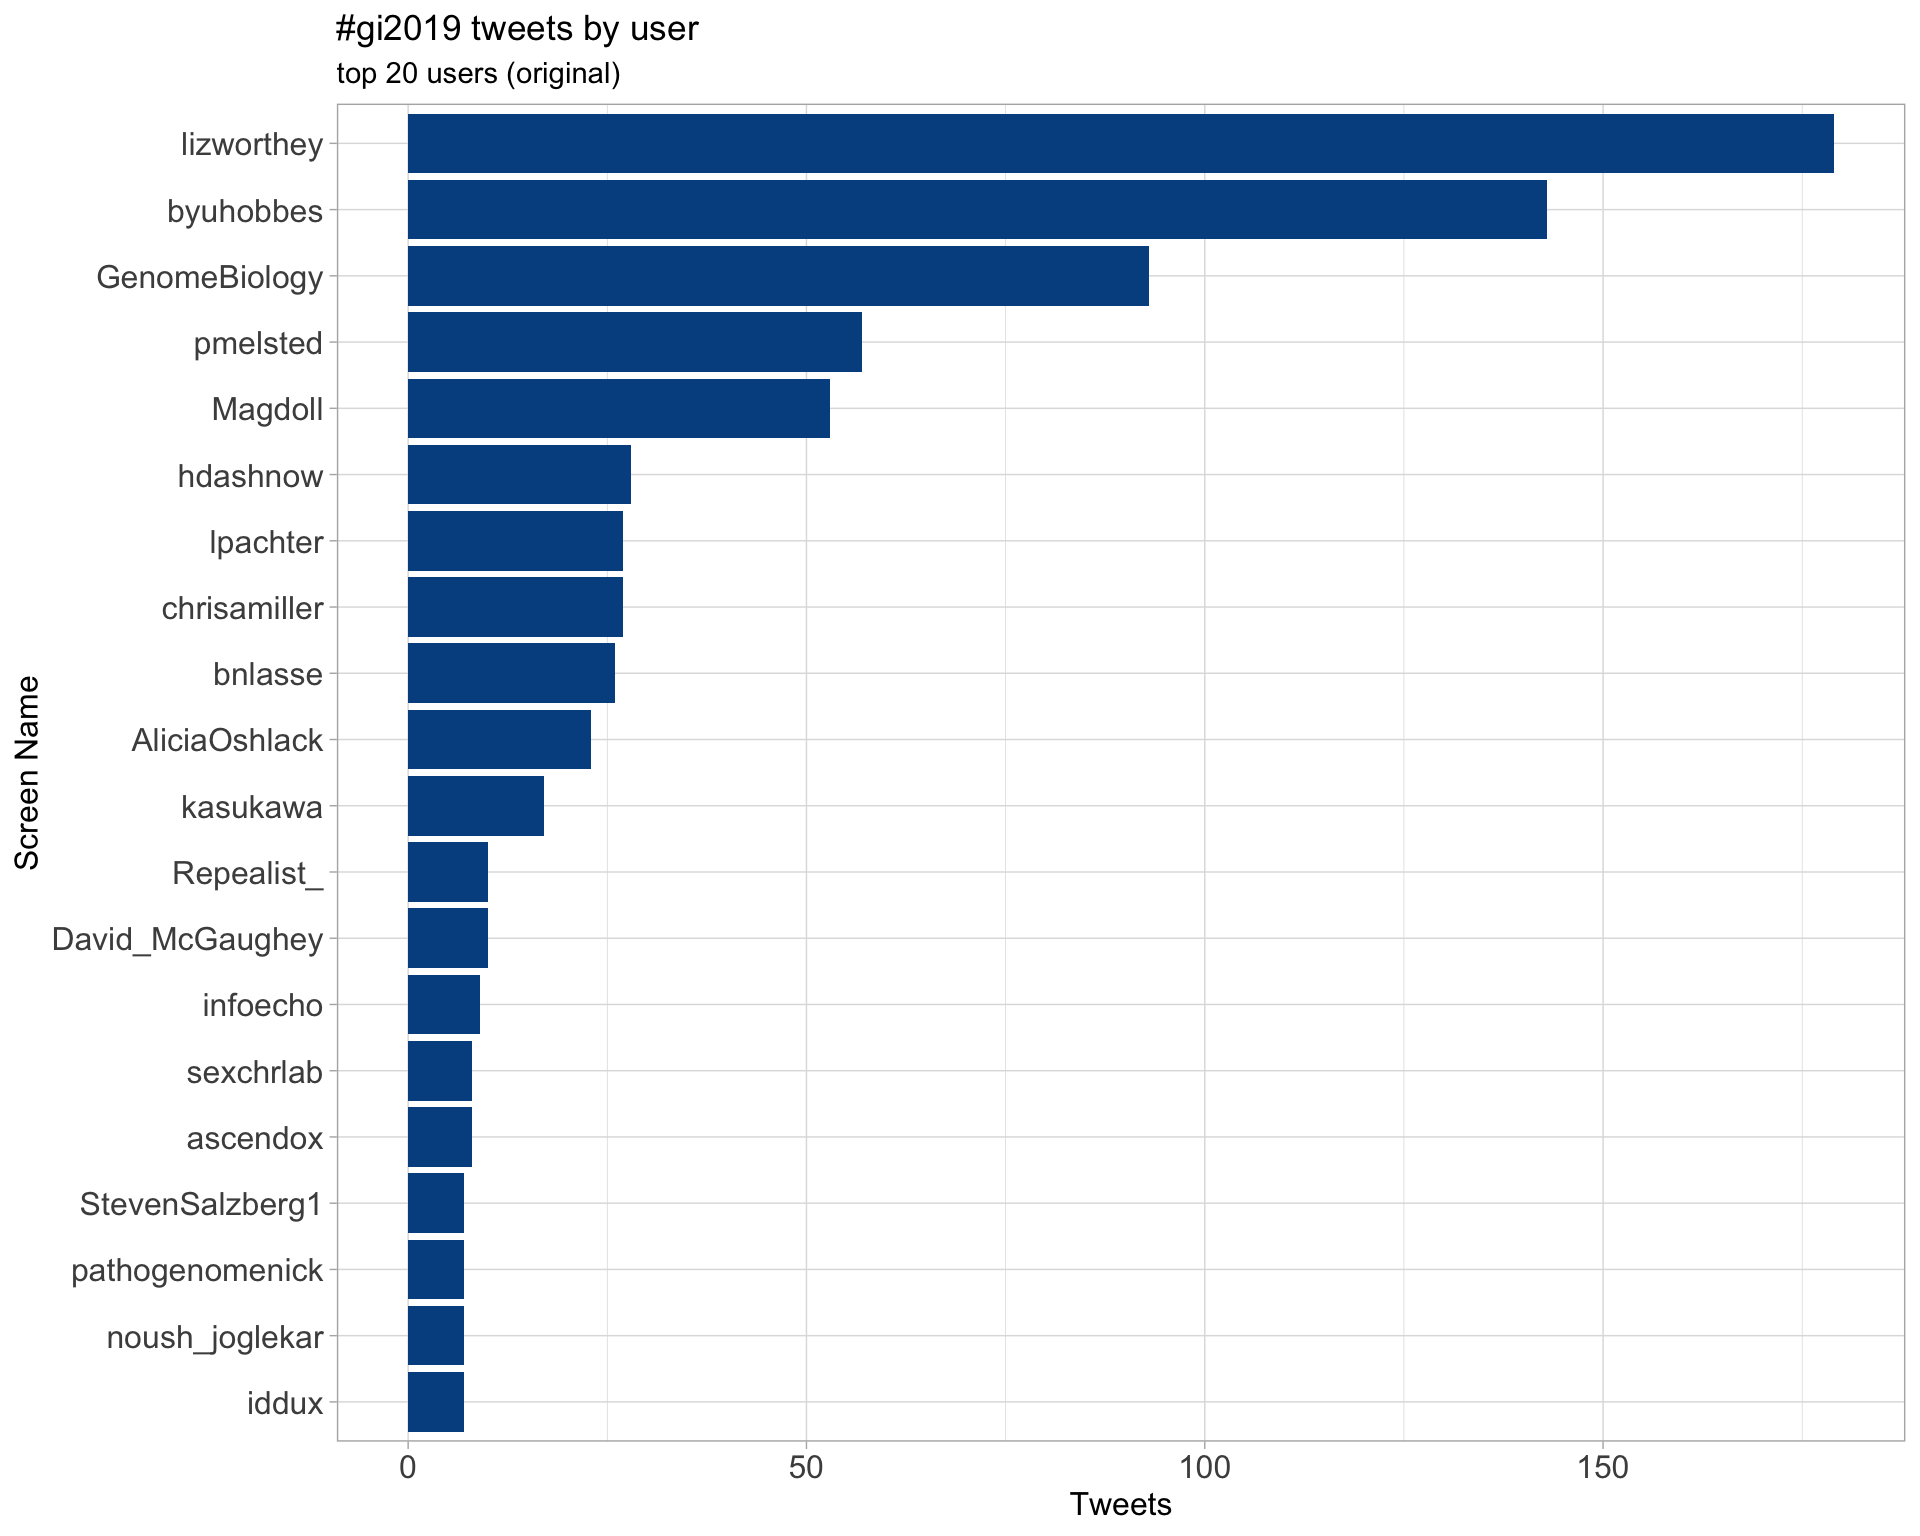 #gi2019 tweets by user
top 20 users (original)
lizworthey
byuhobbes
GenomeBiology
pmelsted
Magdoll
hdashnow
lpachter
chrisamiller
bnlasse
AliciaOshlack
kasukawa
Repealist_
David_McGaughey
infoecho
sexchrlab
ascendox
StevenSalzberg1
pathogenomenick
noush_joglekar
iddux
Screen Name
0 50 100 150
Tweets